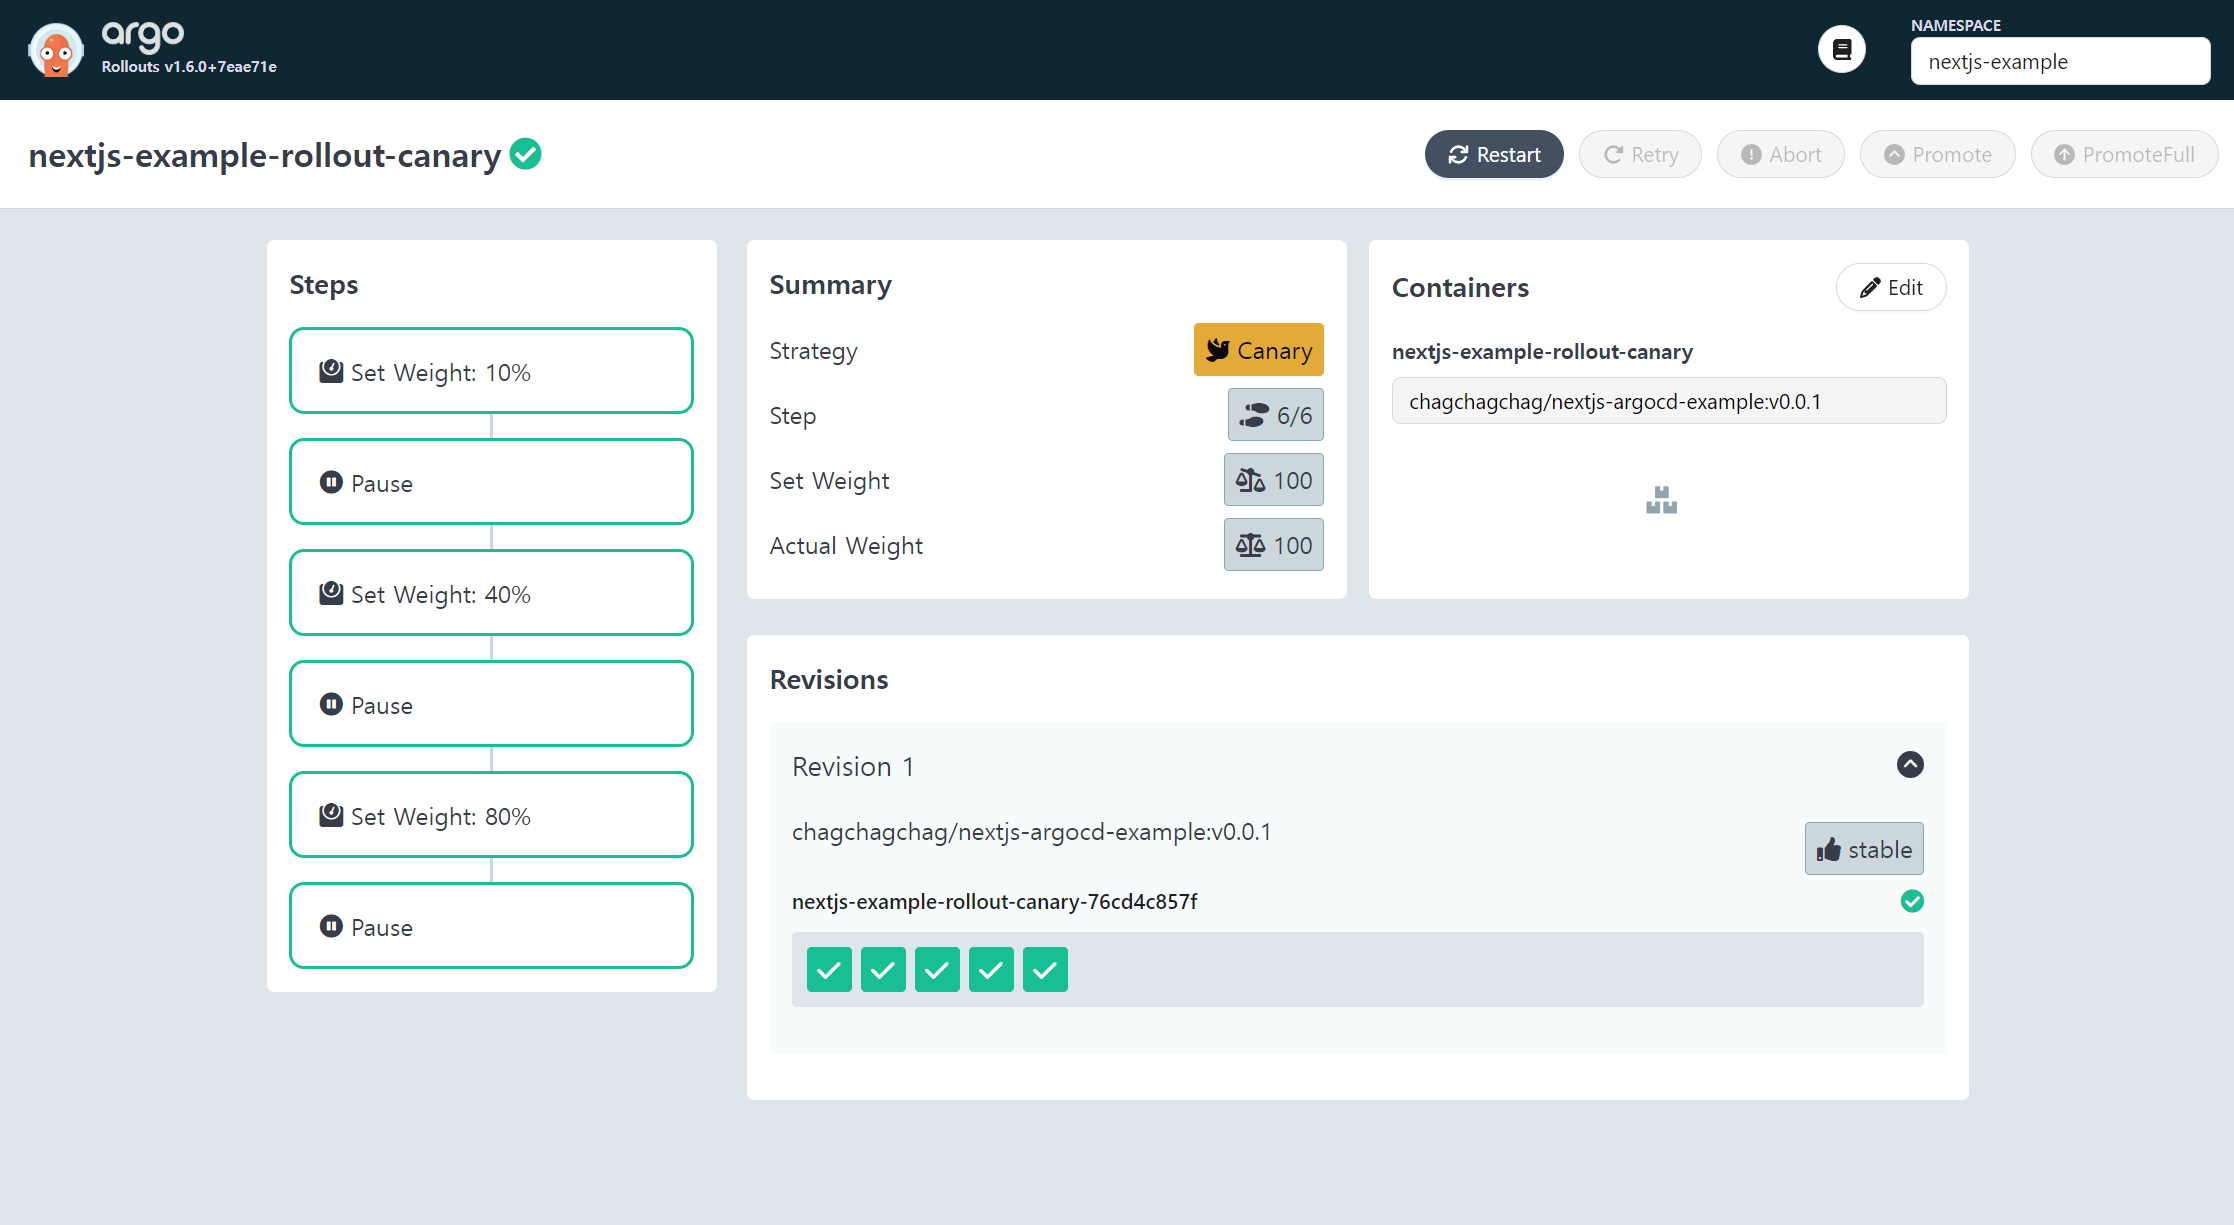 argo
Rollouts v1.6.0+7eae71e
NAMESPACE
nextjs-example
nextjs-example-rollout-canary
Restart
Retry
Abort
Promote
PromoteFull
Steps
Set Weight: 10%
Pause
Set Weight: 40%
Pause
Set Weight: 80%
Pause
Summary
Strategy
Canary
Step
6/6
Set Weight
100
Actual Weight
100
Containers
Edit
nextjs-example-rollout-canary
chagchagchag/nextjs-argocd-example:v0.0.1
Revisions
Revision 1
chagchagchag/nextjs-argocd-example:v0.0.1
stable
nextjs-example-rollout-canary-76cd4c857f